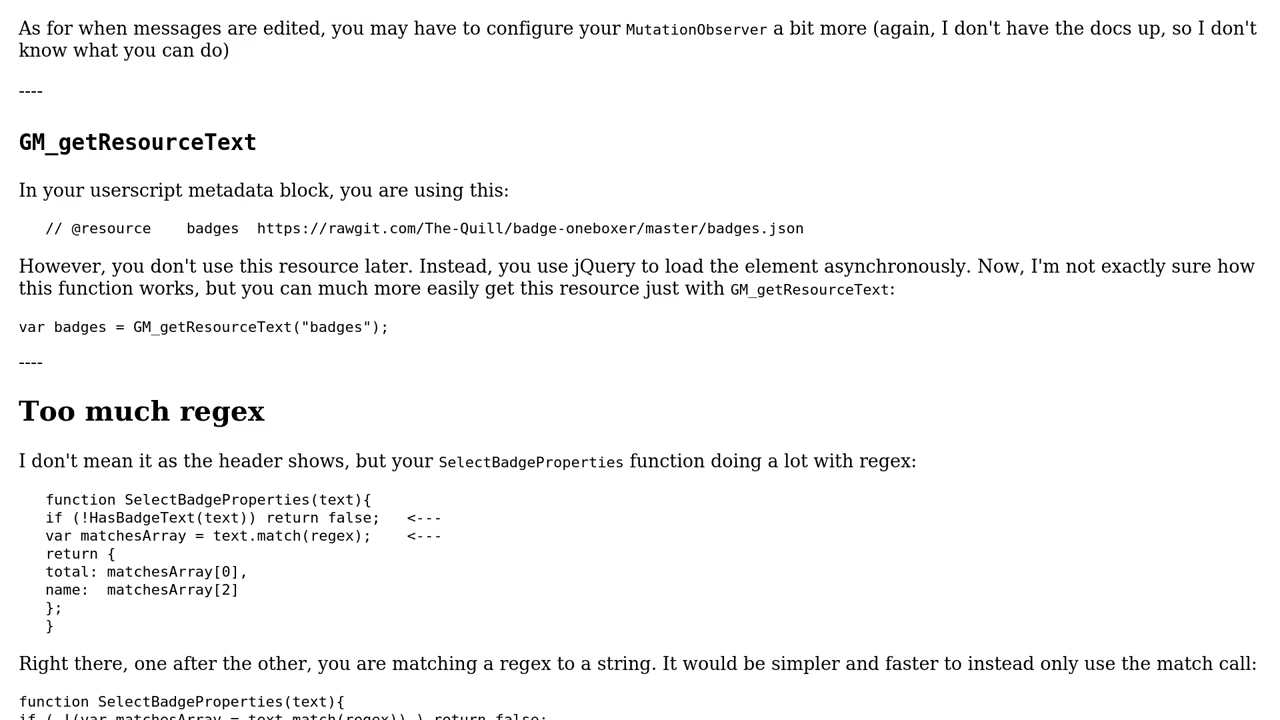 As for when messages are edited, you may have to configure your MutationObserver a bit more (again, I don't have the docs up, so I don't
know what you can do)
----
GM_getResourceText
In your userscript metadata block, you are using this:
// @resource    badges  https://rawgit.com/The-Quill/badge-oneboxer/master/badges.json
However, you don't use this resource later. Instead, you use jQuery to load the element asynchronously. Now, I'm not exactly sure how
this function works, but you can much more easily get this resource just with GM_getResourceText:
var badges = GM_getResourceText("badges");
----
Too much regex
I don't mean it as the header shows, but your SelectBadgeProperties function doing a lot with regex:
function SelectBadgeProperties(text){
if (!HasBadgeText(text)) return false;   <---
var matchesArray = text.match(regex);    <---
return {
total: matchesArray[0],
name:  matchesArray[2]
};
}
Right there, one after the other, you are matching a regex to a string. It would be simpler and faster to instead only use the match call:
function SelectBadgeProperties(text){
if ( !(var matchesArray = text.match(regex)) ) return false;